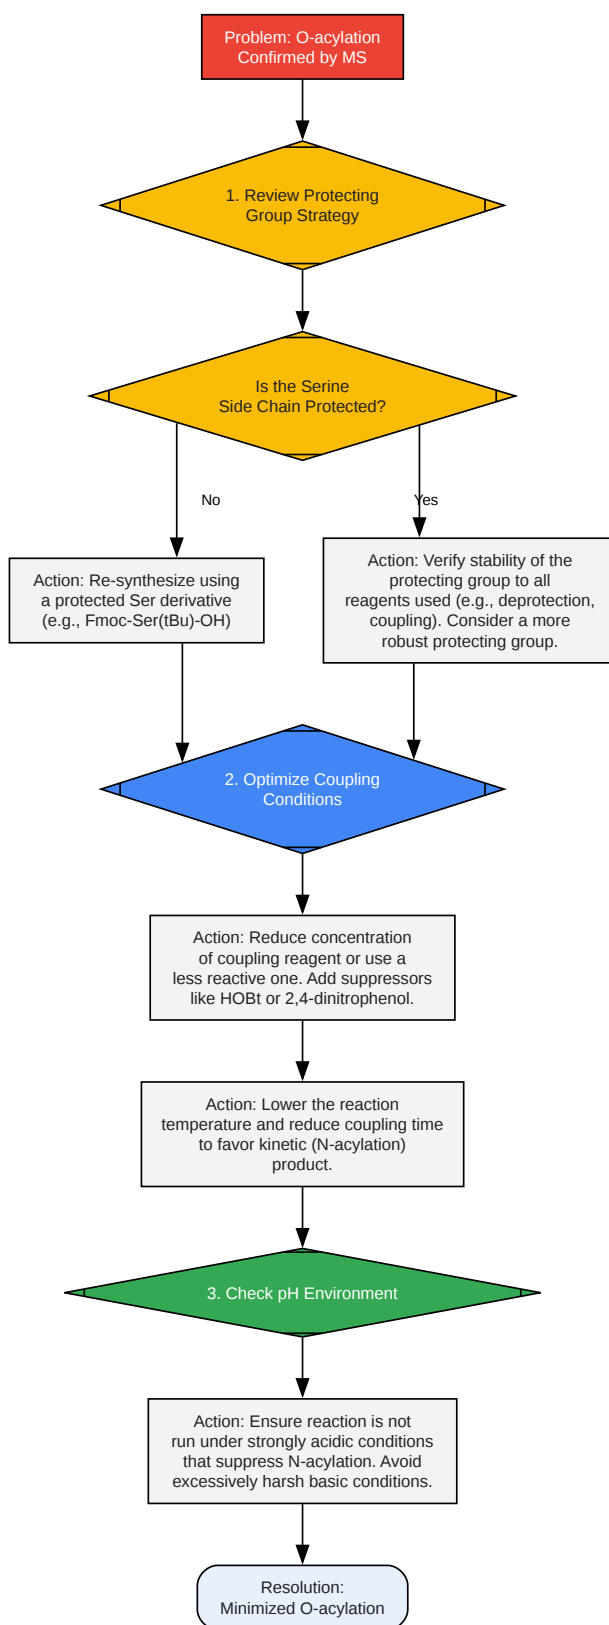 Problem: O-acylation
Confirmed by MS
1. Review Protecting
Group Strategy
Is the Serine
Side Chain Protected?
No
Yes
Action: Re-synthesize using
a protected Ser derivative
(e.g., Fmoc-Ser(tBu)-OH)
Action: Verify stability of the
protecting group to all
reagents used (e.g., deprotection,
coupling). Consider a more
robust protecting group.
2. Optimize Coupling
Conditions
Action: Reduce concentration
of coupling reagent or use a
less reactive one. Add suppressors
like HOBt or 2,4-dinitrophenol.
Action: Lower the reaction
temperature and reduce coupling time
to favor kinetic (N-acylation)
product.
3. Check pH Environment
Action: Ensure reaction is not
run under strongly acidic conditions
that suppress N-acylation. Avoid
excessively harsh basic conditions.
Resolution:
Minimized O-acylation